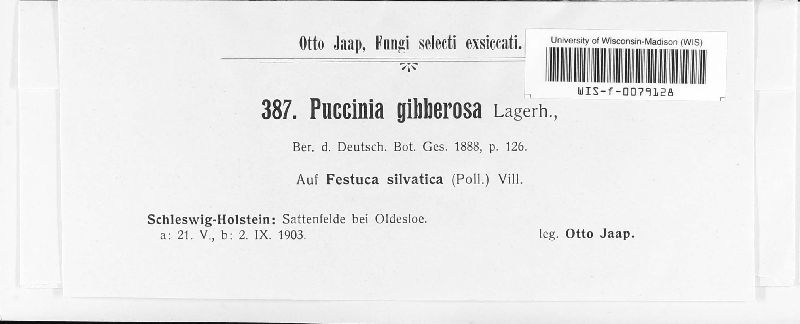 Otto Jaap, Fungi selecti exsiccati.
University of Wisconsin-Madison (WIS)
WIS-f-0079128
387. Puccinia gibberosa Lagerh.,
Ber. d. Deutsch. Bot. Ges. 1888, p. 126.
Auf Festuca silvatica (Poll.) Vill.
Schleswig-Holstein: Sattenfelde bei Oldesloe.
a: 21. V., b: 2. IX. 1903.
leg. Otto Jaap.